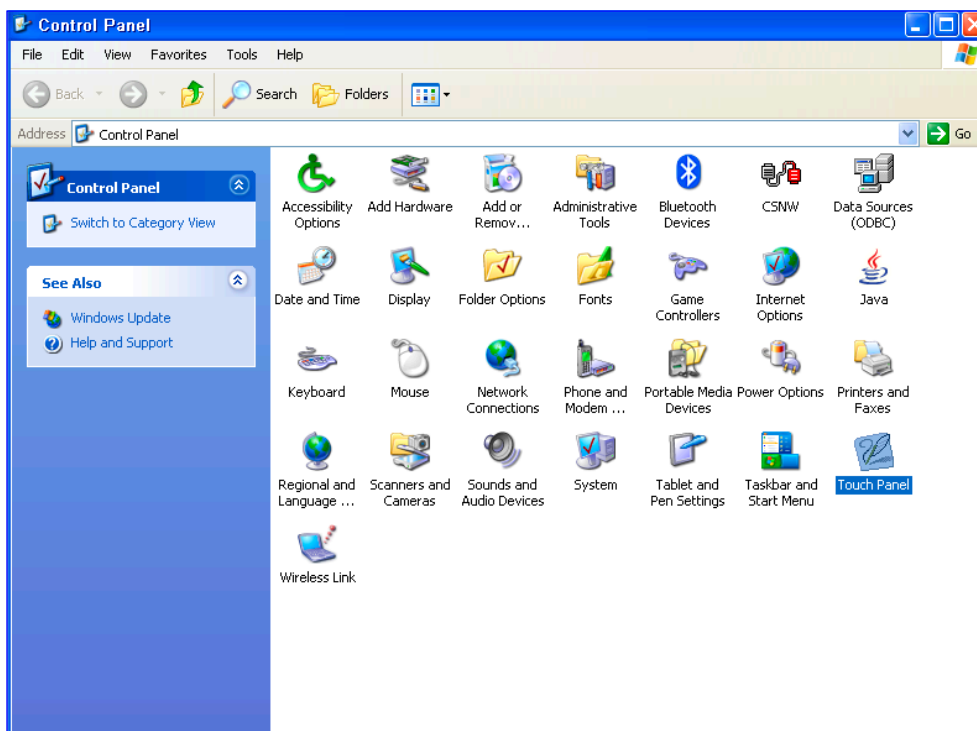 Control Panel
File Edit View Favorites Tools Help
Back Search Folders
Address Control Panel Go
Control Panel
Switch to Category View
See Also
Windows Update
Help and Support
Accessibility Options
Add Hardware
Add or Remov...
Administrative Tools
Bluetooth Devices
CSNW
Data Sources (ODBC)
Date and Time
Display
Folder Options
Fonts
Game Controllers
Internet Options
Java
Keyboard
Mouse
Network Connections
Phone and Modem ...
Portable Media Devices
Power Options
Printers and Faxes
Regional and Language ...
Scanners and Cameras
Sounds and Audio Devices
System
Tablet and Pen Settings
Taskbar and Start Menu
Touch Panel
Wireless Link